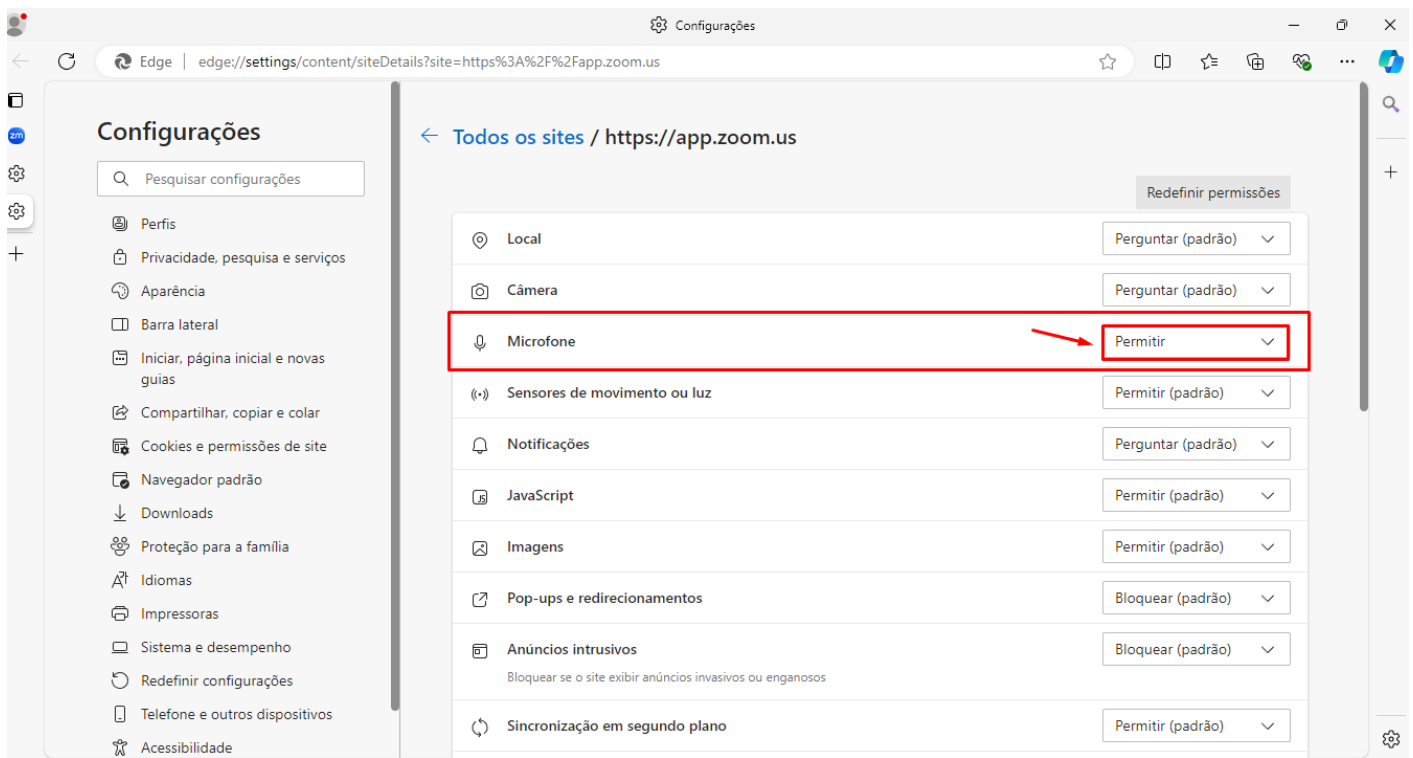 Configurações
Edge
edge://settings/content/siteDetails?site=https%3A%2F%2Fapp.zoom.us
zm
Configurações
Pesquisar configurações
Perfis
Privacidade, pesquisa e serviços
Aparência
Barra lateral
Iniciar, página inicial e novas
guias
Compartilhar, copiar e colar
Cookies e permissões de site
Navegador padrão
Downloads
Proteção para a família
Idiomas
Impressoras
Sistema e desempenho
Redefinir configurações
Telefone e outros dispositivos
Acessibilidade
Todos os sites / https://app.zoom.us
Redefinir permissões
Local Perguntar (padrão)
Câmera Perguntar (padrão)
Microfone Permitir
Sensores de movimento ou luz Permitir (padrão)
Notificações Perguntar (padrão)
JavaScript Permitir (padrão)
Imagens Permitir (padrão)
Pop-ups e redirecionamentos Bloquear (padrão)
Anúncios intrusivos Bloquear (padrão)
Bloquear se o site exibir anúncios invasivos ou enganosos
Sincronização em segundo plano Permitir (padrão)